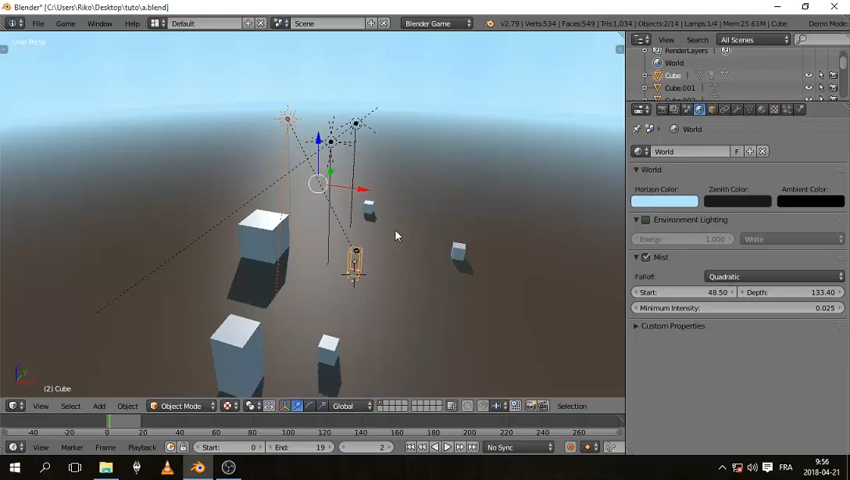 Blender* [C:\Users\Riko\Desktop\tuto\a.blend]
File Render Window Help Default Scene Blender Game v2.79 | Verts:534 | Faces:549 | Tris:1,034 | Objects:2/14 | Lamps:1/4 | Mem:25.61M | Cube Demo Mode
User Persp
View Search All Scenes
RenderLayers
World
Cube
Cube.001
World
World F
World
Horizon Color: Zenith Color: Ambient Color:
Environment Lighting
Energy 1.000 White
Mist
Falloff: Quadratic
Start: 48.50 Depth: 133.40
Minimum Intensity: 0.025
Custom Properties
(2) Cube
View Select Add Object Object Mode Global Selection
-40 -20 0 20 40 60 80 100 120 140 160 180 200 220 240 260
View Marker Frame Playback Start: 0 End: 19 2 No Sync
FRA
9:56
2018-04-21